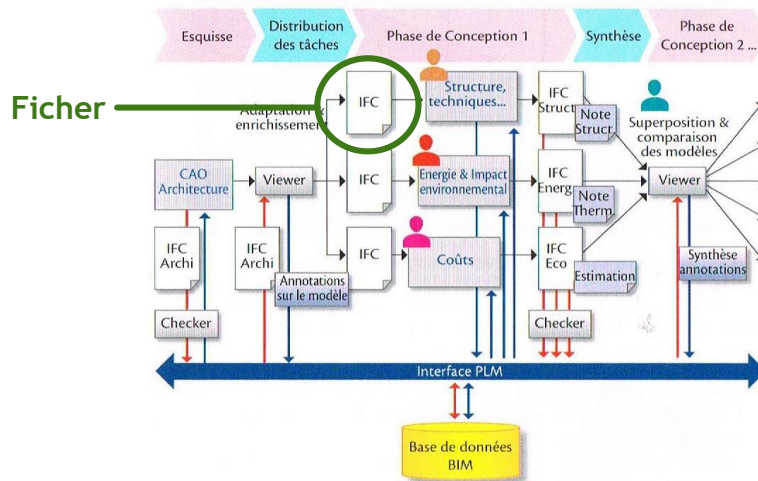 Esquisse
Distribution
des tâches
Phase de Conception 1
Synthèse
Phase de
Conception 2 ...
Ficher
Adaptation &
enrichissement
IFC
Structure,
techniques...
IFC
Struct
Note
Struct.
Superposition &
comparaison
des modèles
CAO
Architecture
Viewer
IFC
Energie & Impact
environnemental
IFC
Energ
Note
Therm.
Viewer
IFC
Archi
IFC
Archi
Annotations
sur le modèle
IFC
Coûts
IFC
Eco
Estimation
Synthèse
annotations
Checker
Checker
Interface PLM
Base de données
BIM